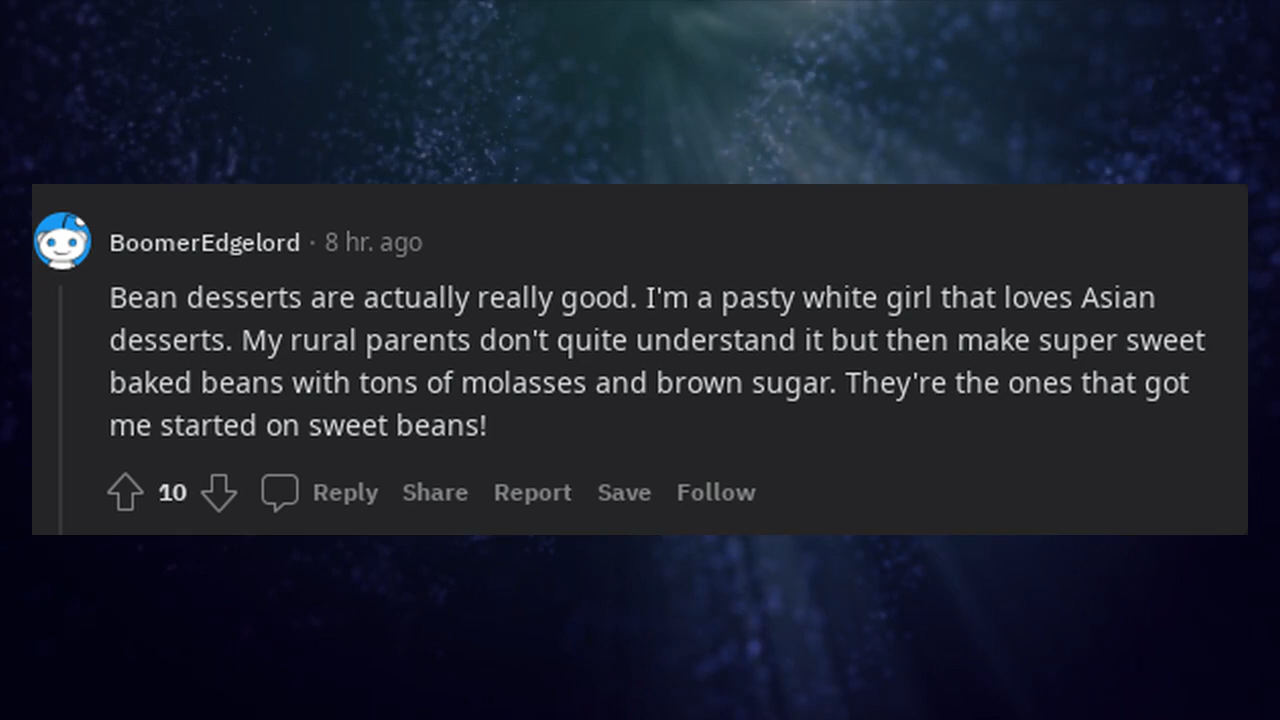 BoomerEdgelord · 8 hr. ago
Bean desserts are actually really good. I'm a pasty white girl that loves Asian
desserts. My rural parents don't quite understand it but then make super sweet
baked beans with tons of molasses and brown sugar. They're the ones that got
me started on sweet beans!
10 Reply Share Report Save Follow